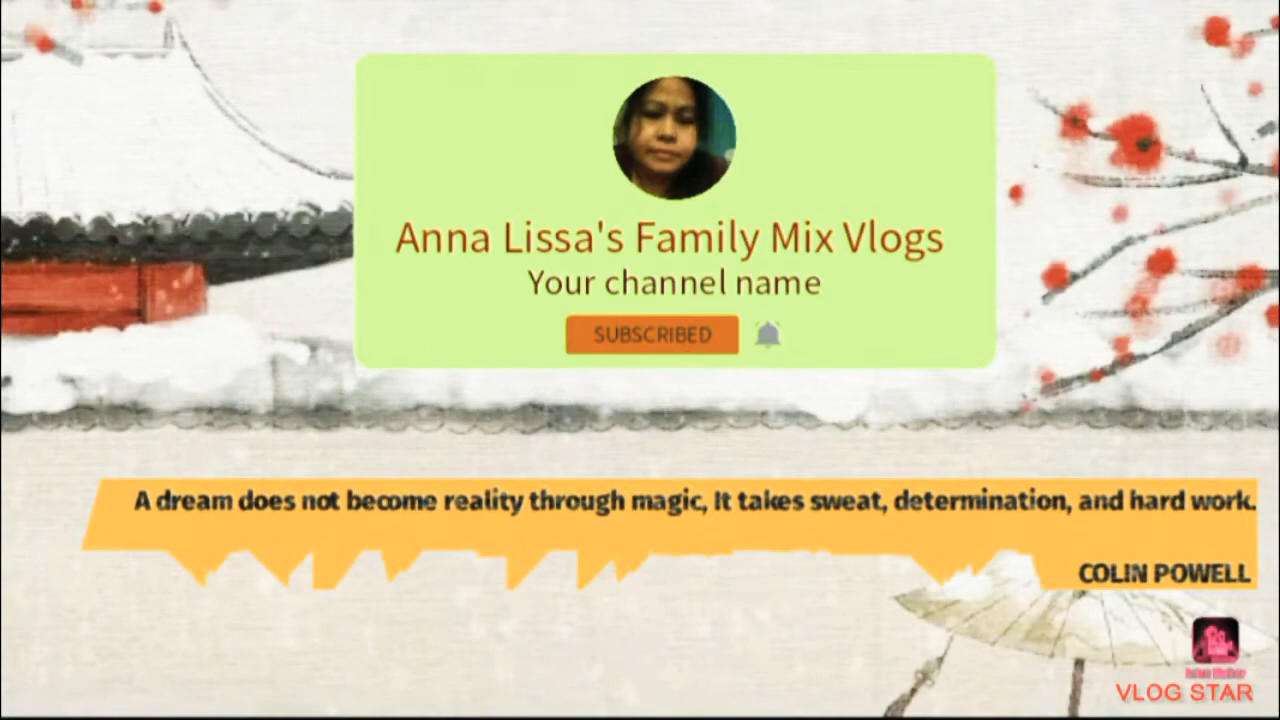 Anna Lissa's Family Mix Vlogs
Your channel name
SUBSCRIBED
A dream does not become reality through magic, It takes sweat, determination, and hard work.
COLIN POWELL
VLOG STAR